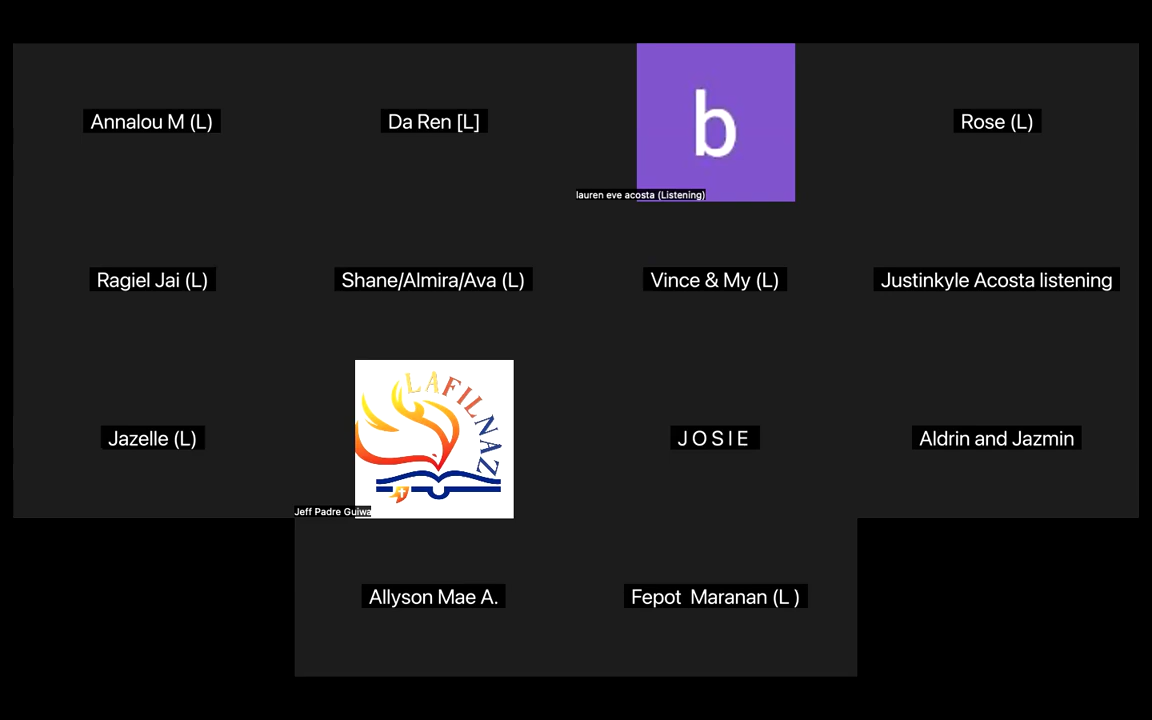 Annalou M (L)
Da Ren [L]
b
lauren eve acosta (Listening)
Rose (L)
Ragiel Jai (L)
Shane/Almira/Ava (L)
Vince & My (L)
Justinkyle Acosta listening
Jazelle (L)
LAFILNAZ
Jeff Padre Guiwa
JOSIE
Aldrin and Jazmin
Allyson Mae A.
Fepot  Maranan (L )